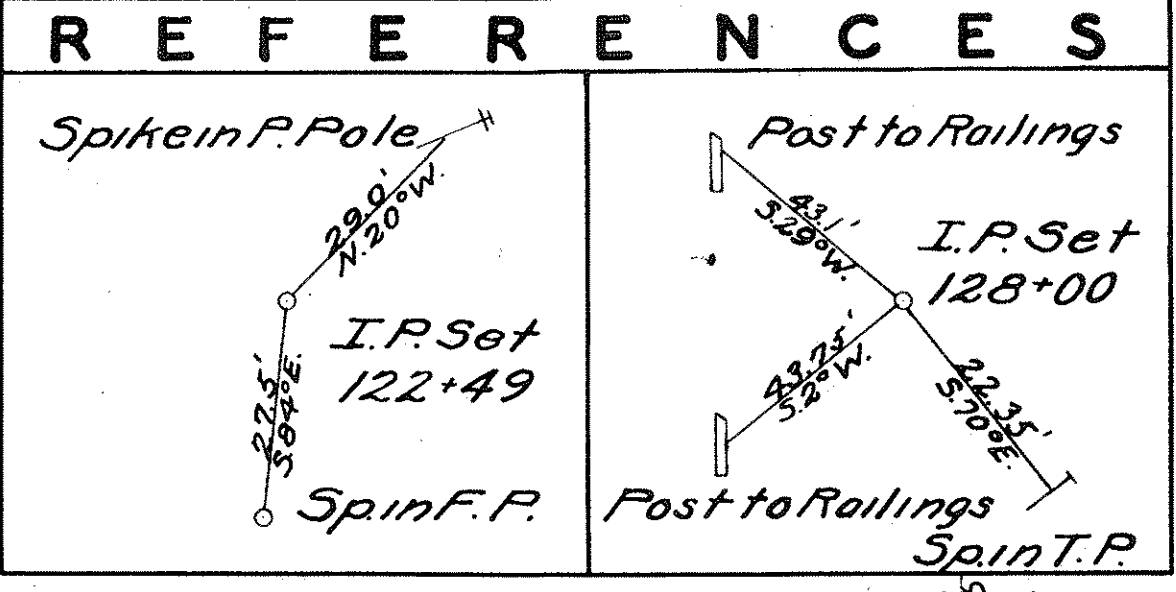 REFERENCES
Spike in P. Pole
29.0'
N.20°W.
I.P. Set
122+49
22.5'
S.84°E.
Sp. in F.P.
Post to Railings
43.1'
S.29°W.
I.P. Set
128+00
43.75'
S.2°W.
22.35'
S.70°E.
Post to Railings
Sp. in T.P.